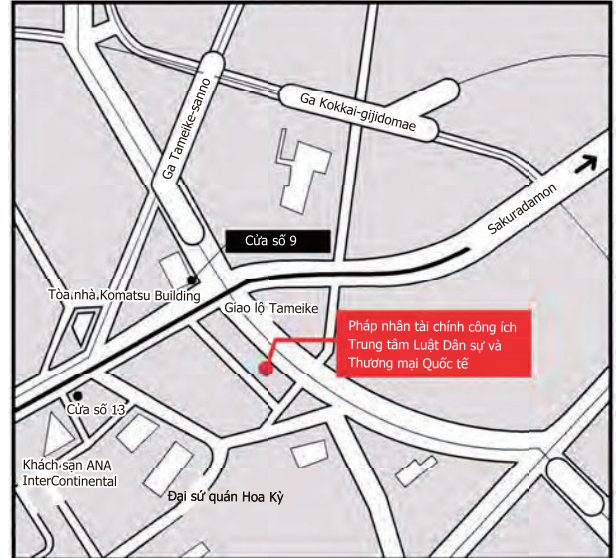 Ga Kokkai-gijidomae
Ga Tameike-sanno
Sakuradamon
Cửa số 9
Tòa nhà Komatsu Building
Giao lộ Tameike
Pháp nhân tài chính công ích
Trung tâm Luật Dân sự và
Thương mại Quốc tế
Cửa số 13
Khách sạn ANA
InterContinental
Đại sứ quán Hoa Kỳ